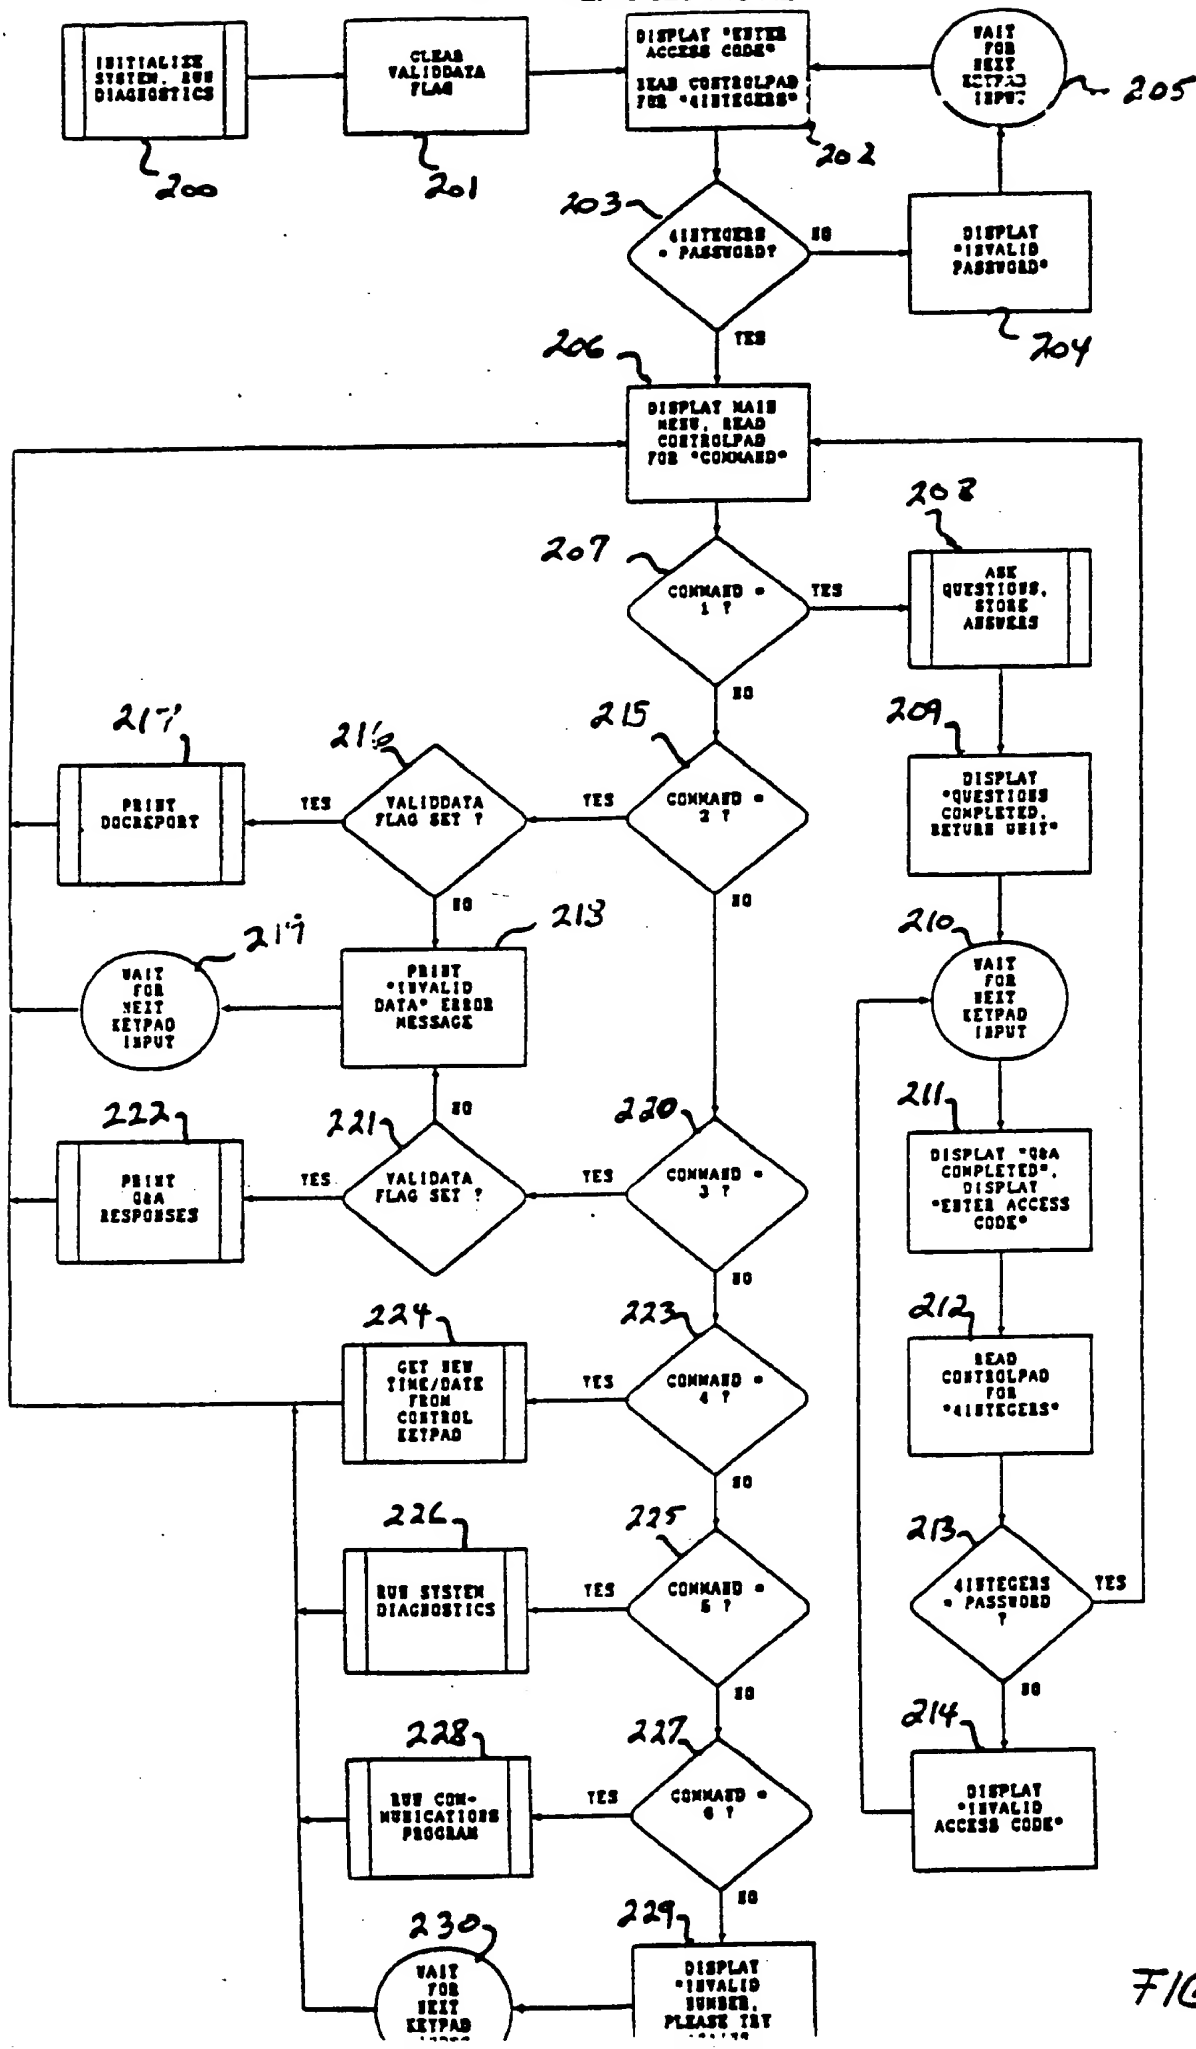 INITIALIZE
SYSTEM, RUN
DIAGNOSTICS
200
CLEAR
VALIDDATA
FLAG
201
DISPLAY "ENTER
ACCESS CODE"
READ CONTROLPAD
FOR "4INTEGERS"
202
WAIT
FOR
NEXT
KEYPAD
INPUT
205
203
4INTEGERS
= PASSWORD?
NO
YES
DISPLAY
"INVALID
PASSWORD"
204
206
DISPLAY MAIN
MENU, READ
CONTROLPAD
FOR "COMMAND"
207
COMMAND =
1 ?
YES
NO
208
ASK
QUESTIONS,
STORE
ANSWERS
209
DISPLAY
"QUESTIONS
COMPLETED,
RETURN UNIT"
210
WAIT
FOR
NEXT
KEYPAD
INPUT
211
DISPLAY "Q&A
COMPLETED",
DISPLAY
"ENTER ACCESS
CODE"
212
READ
CONTROLPAD
FOR
"4INTEGERS"
213
4INTEGERS
= PASSWORD
?
YES
NO
214
DISPLAY
"INVALID
ACCESS CODE"
215
COMMAND =
2 ?
YES
NO
216
VALIDDATA
FLAG SET ?
YES
NO
217
PRINT
DOCREPORT
218
PRINT
"INVALID
DATA" ERROR
MESSAGE
219
WAIT
FOR
NEXT
KEYPAD
INPUT
220
COMMAND =
3 ?
YES
NO
221
VALIDATA
FLAG SET ?
YES
NO
222
PRINT
Q&A
RESPONSES
223
COMMAND =
4 ?
YES
NO
224
GET NEW
TIME/DATE
FROM
CONTROL
KEYPAD
225
COMMAND =
5 ?
YES
NO
226
RUN SYSTEM
DIAGNOSTICS
227
COMMAND =
6 ?
YES
NO
228
RUN COM-
MUNICATIONS
PROGRAM
229
DISPLAY
"INVALID
NUMBER,
PLEASE TRY
230
WAIT
FOR
NEXT
KEYPAD
FIG